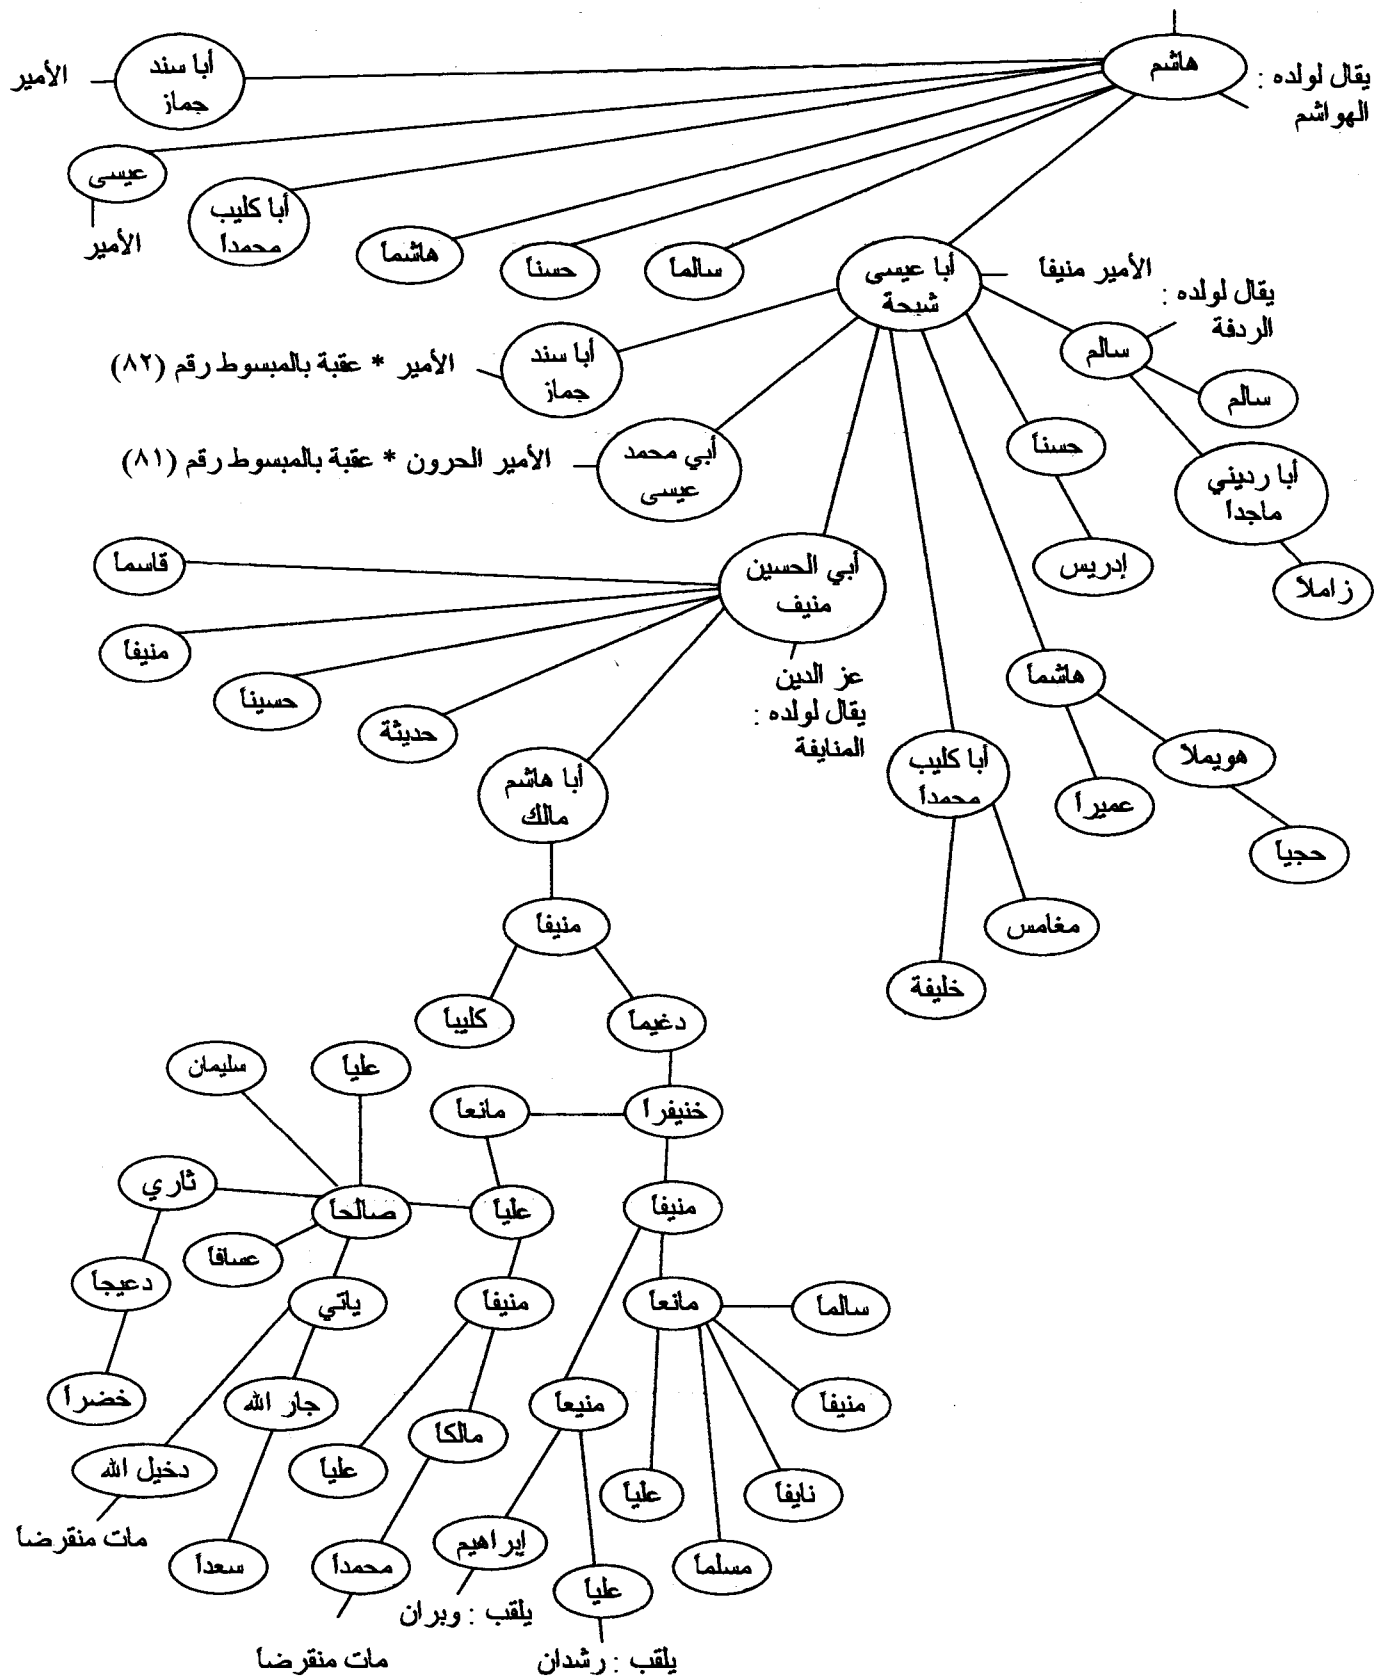 هاشم
يقال لولده :
الهواشم
أبا سند
جماز
الأمير
عيسى
الأمير
أبا كليب
محمداً
هاشماً
حسناً
سالماً
أبا عيسى
شيحة
الأمير منيفاً
سالم
يقال لولده :
الردفة
سالم
أبا رديني
ماجداً
زاملاً
حسناً
إدريس
أبا سند
جماز
الأمير * عقبة بالمبسوط رقم (٨٢)
أبي محمد
عيسى
الأمير الحرون * عقبة بالمبسوط رقم (٨١)
أبي الحسين
منيف
عز الدين
يقال لولده :
المنايفة
هاشماً
هويملاً
عميراً
حجياً
أبا كليب
محمداً
مغامس
خليفة
قاسماً
منيفاً
حسيناً
حديثة
أبا هاشم
مالك
منيفاً
كليباً
دغيماً
خنيفراً
مانعاً
علياً
سليمان
علياً
صالحاً
ثاري
عسافاً
دعيجاً
خضراً
ياتي
جار الله
سعداً
دخيل الله
مات منقرضاً
منيفاً
علياً
مالكاً
محمداً
مات منقرضاً
منيفاً
مانعاً
سالماً
منيفاً
نايفاً
مسلماً
علياً
منيعاً
إبراهيم
يلقب : وبران
علياً
يلقب : رشدان